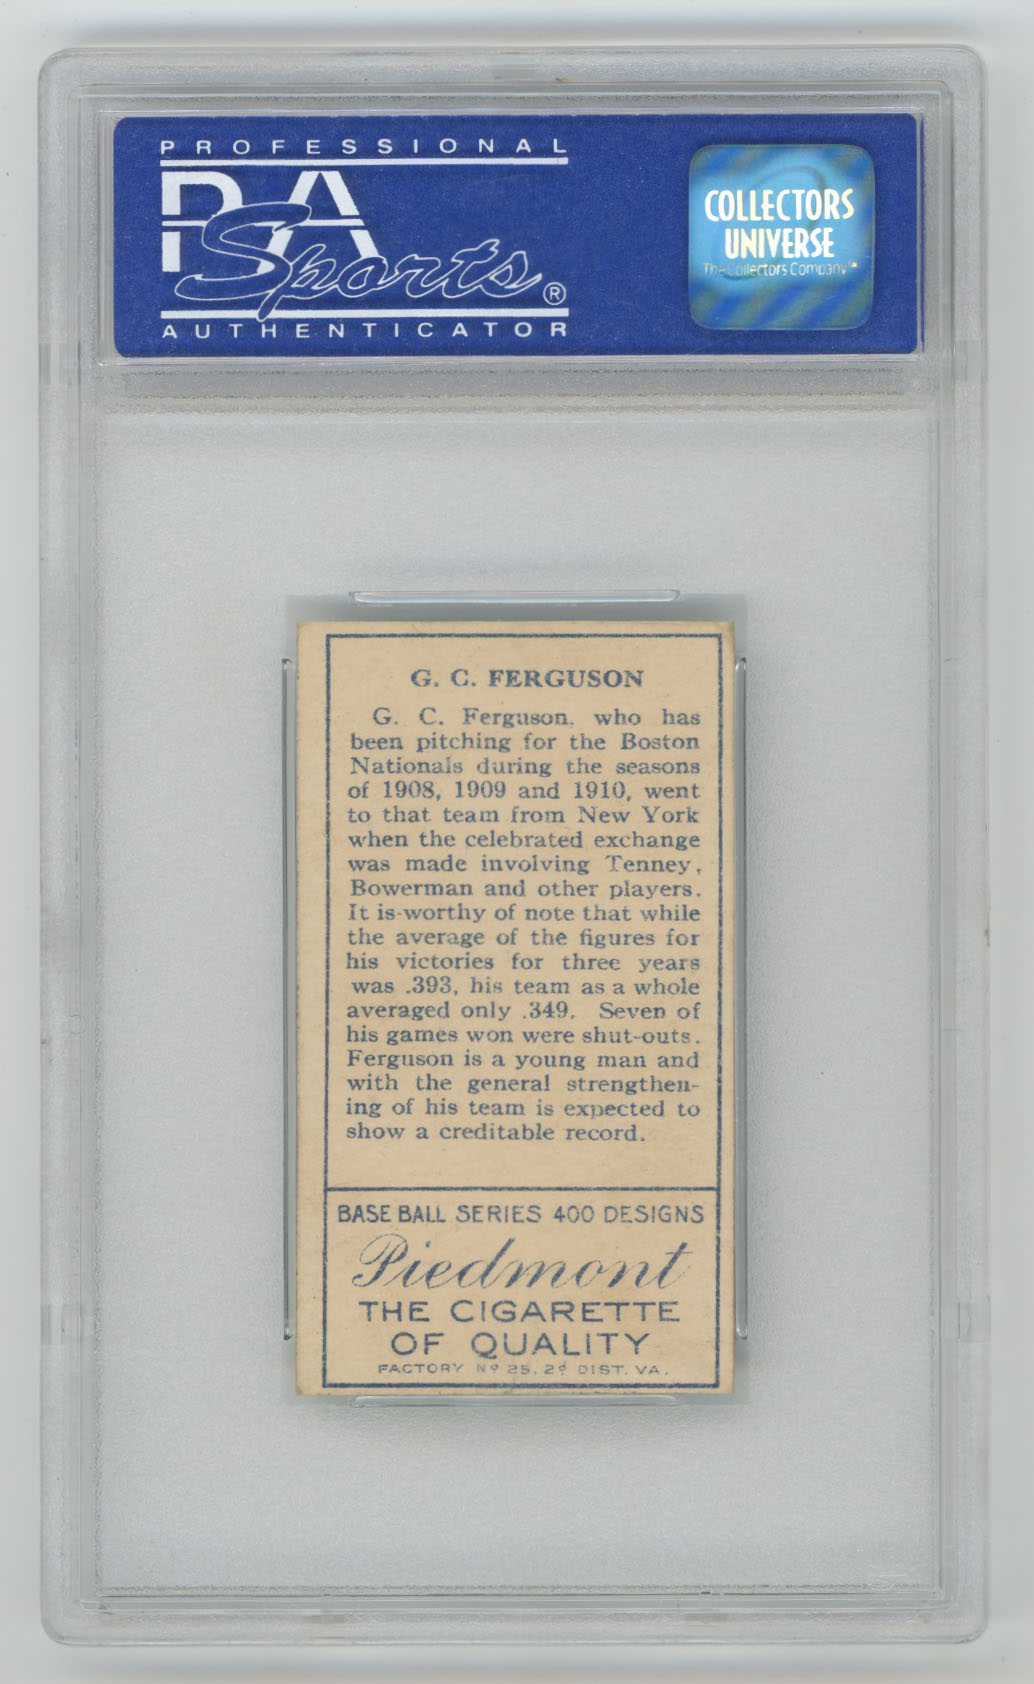 PROFESSIONAL
PSA
Sports®
AUTHENTICATOR
COLLECTORS
UNIVERSE
The Collectors Company™
G. C. FERGUSON
G. C. Ferguson, who has
been pitching for the Boston
Nationals during the seasons
of 1908, 1909 and 1910, went
to that team from New York
when the celebrated exchange
was made involving Tenney,
Bowerman and other players.
It is worthy of note that while
the average of the figures for
his victories for three years
was .393, his team as a whole
averaged only .349. Seven of
his games won were shut-outs.
Ferguson is a young man and
with the general strengthen-
ing of his team is expected to
show a creditable record.
BASE BALL SERIES 400 DESIGNS
Piedmont
THE CIGARETTE
OF QUALITY
FACTORY Nº 25, 2d DIST. VA.